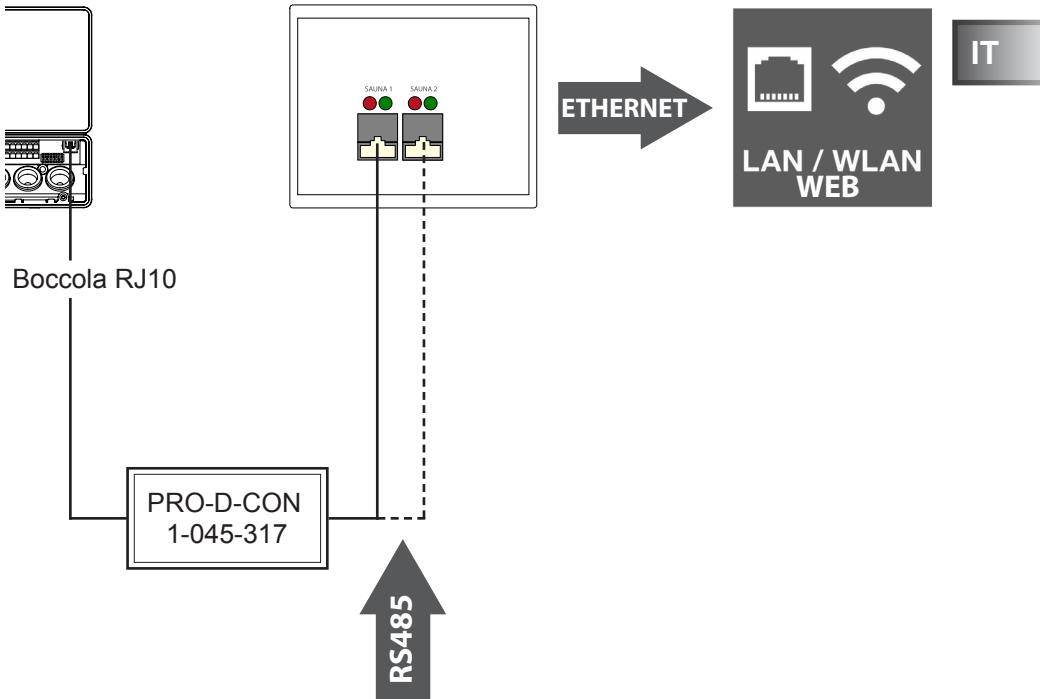 SAUNA 1 SAUNA 2
ETHERNET
LAN / WLAN
WEB
IT
Boccola RJ10
PRO-D-CON
1-045-317
RS485